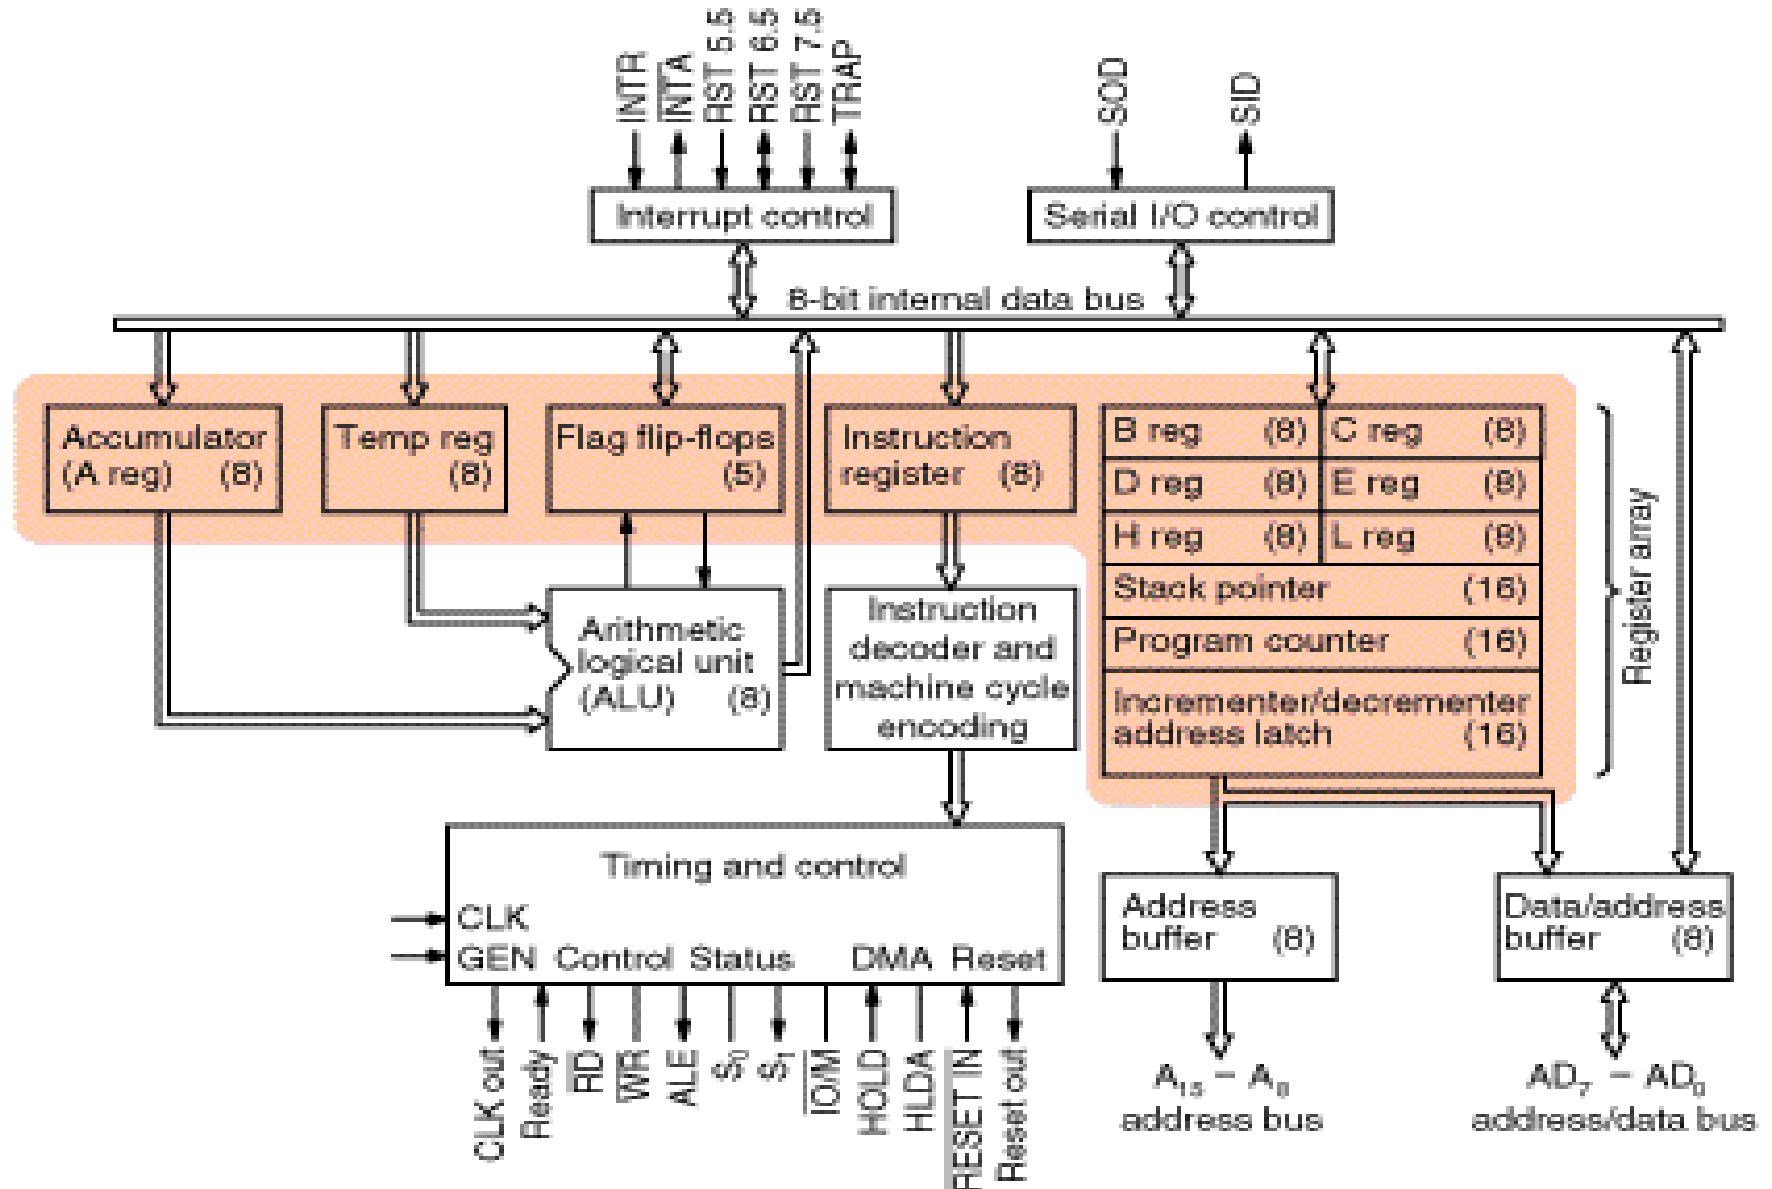 INTR
INTA
RST 5.5
RST 6.5
RST 7.5
TRAP
SOD
SID
Interrupt control
Serial I/O control
8-bit internal data bus
Accumulator
(A reg) (8)
Temp reg
(8)
Flag flip-flops
(5)
Instruction
register (8)
B reg (8) C reg (8)
D reg (8) E reg (8)
H reg (8) L reg (8)
Stack pointer (16)
Program counter (16)
Incrementer/decrementer
address latch (16)
Register array
Arithmetic
logical unit
(ALU) (8)
Instruction
decoder and
machine cycle
encoding
Timing and control
CLK
GEN Control Status DMA Reset
CLK out
Ready
RD
WR
ALE
S₀
S₁
IO/M
HOLD
HLDA
RESET IN
Reset out
Address
buffer (8)
Data/address
buffer (8)
A₁₅ – A₈
address bus
AD₇ – AD₀
address/data bus